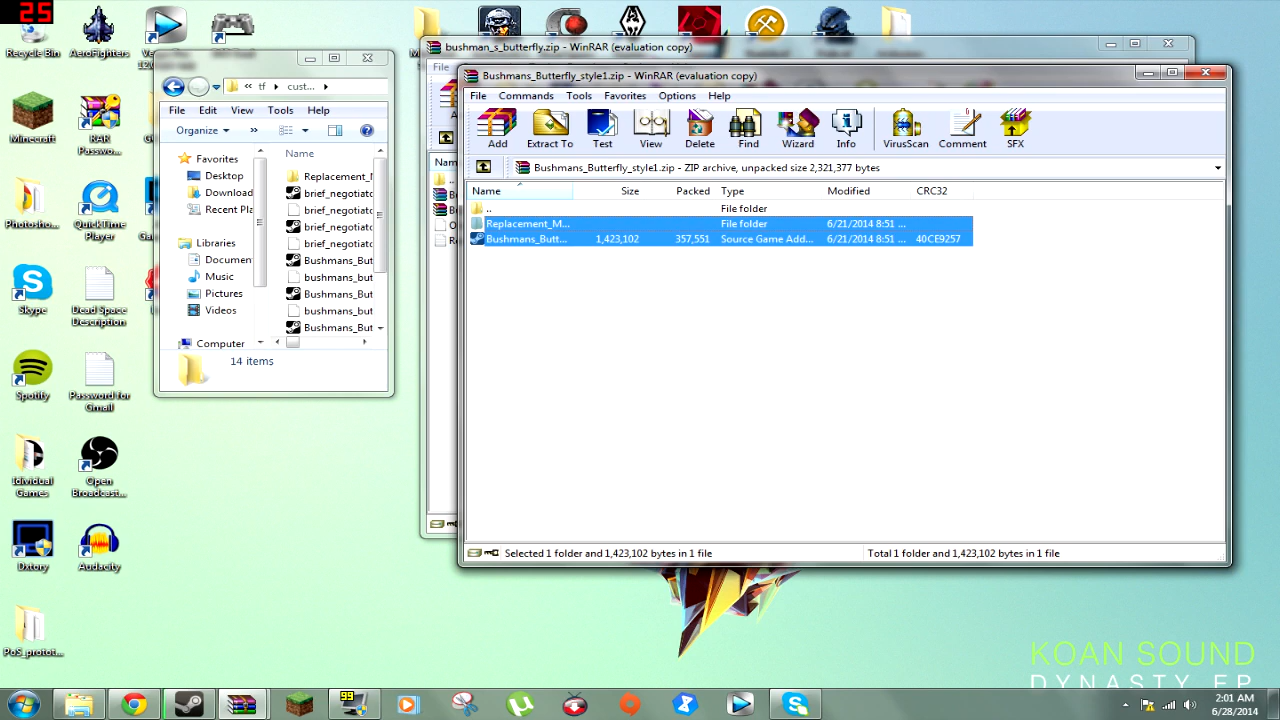 25
Recycle Bin
AeroFighters
Minecraft
RAR
Passwo...
Photosho...
QuickTime
Player
Skype
Dead Space
Description
Spotify
Password for
Gmail
Idividual
Games
Open
Broadcast...
Dxtory
Audacity
PoS_protot...
« tf ▸ cust... ▸
File Edit View Tools Help
Organize »
Favorites
Desktop
Download
Recent Pla
Libraries
Documen
Music
Pictures
Videos
Computer
Name
Replacement_M
brief_negotiato
brief_negotiato
brief_negotiato
brief_negotiato
Bushmans_But
bushmans_but
Bushmans_But
bushmans_but
Bushmans_But
14 items
bushman_s_butterfly.zip - WinRAR (evaluation copy)
File
Nam
Bushmans_Butterfly_style1.zip - WinRAR (evaluation copy)
File Commands Tools Favorites Options Help
Add Extract To Test View Delete Find Wizard Info VirusScan Comment SFX
Bushmans_Butterfly_style1.zip - ZIP archive, unpacked size 2,321,377 bytes
Name Size Packed Type Modified CRC32
.. File folder
Replacement_M... File folder 6/21/2014 8:51 ...
Bushmans_Butt... 1,423,102 357,551 Source Game Add... 6/21/2014 8:51 ... 40CE9257
Selected 1 folder and 1,423,102 bytes in 1 file
Total 1 folder and 1,423,102 bytes in 1 file
KOAN SOUND
DYNASTY EP
99
2:01 AM
6/28/2014